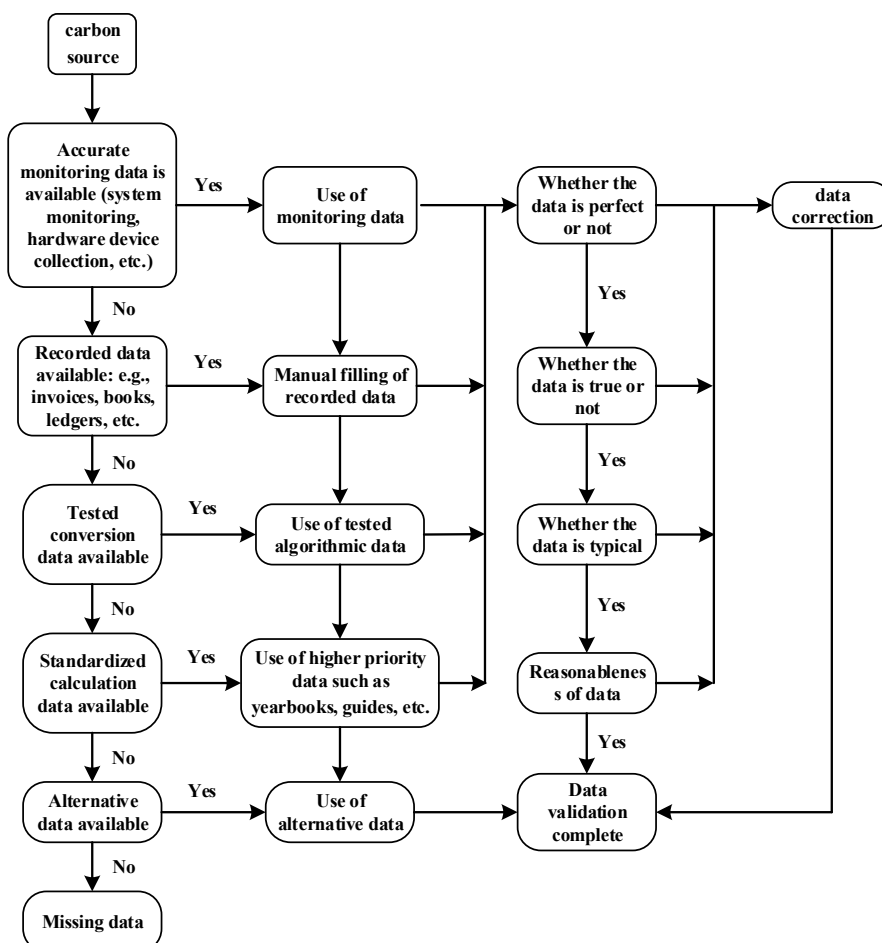 carbon
source
Accurate
monitoring data is
available (system
monitoring,
hardware device
collection, etc.)
Yes
Use of
monitoring data
Whether the
data is perfect
or not
data
correction
No
Yes
Recorded data
available: e.g.,
invoices, books,
ledgers, etc.
Yes
Manual filling of
recorded data
Whether the
data is true or
not
No
Yes
Tested
conversion
data available
Yes
Use of tested
algorithmic data
Whether the
data is typical
No
Yes
Standardized
calculation
data available
Yes
Use of higher priority
data such as
yearbooks, guides, etc.
Reasonablenes
s of data
No
Yes
Alternative
data available
Yes
Use of
alternative data
Data
validation
complete
No
Missing data